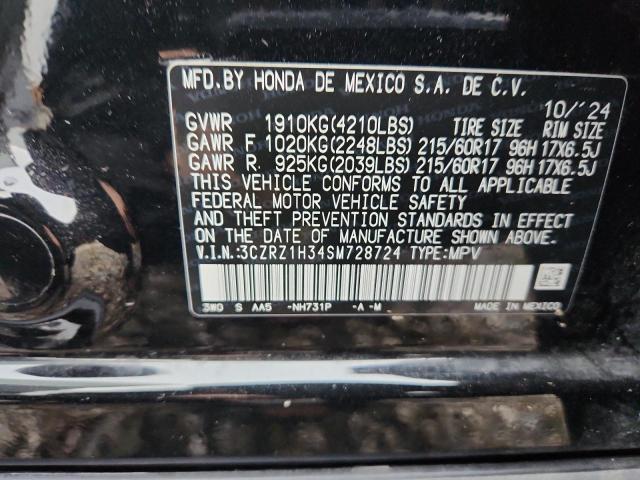 MFD. BY HONDA DE MEXICO S.A. DE C.V.
10/'24
GVWR 1910KG(4210LBS) TIRE SIZE RIM SIZE
GAWR F 1020KG(2248LBS) 215/60R17 96H 17X6.5J
GAWR R 925KG(2039LBS) 215/60R17 96H 17X6.5J
THIS VEHICLE CONFORMS TO ALL APPLICABLE
FEDERAL MOTOR VEHICLE SAFETY
AND THEFT PREVENTION STANDARDS IN EFFECT
ON THE DATE OF MANUFACTURE SHOWN ABOVE.
V.I.N.:3CZRZ1H34SM728724 TYPE:MPV
3W0 S AA5 -NH731P -A -M
MADE IN MEXICO